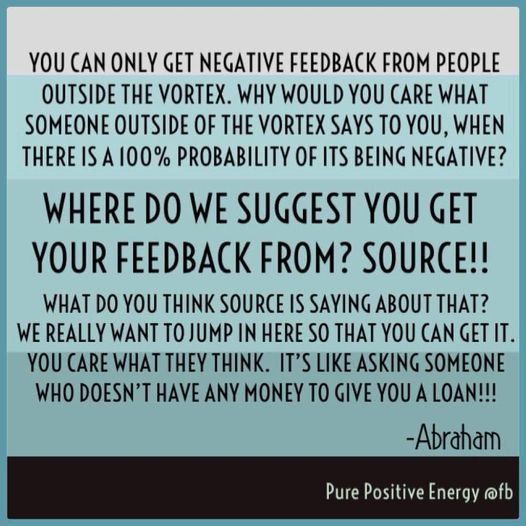 YOU CAN ONLY GET NEGATIVE FEEDBACK FROM PEOPLE
OUTSIDE THE VORTEX. WHY WOULD YOU CARE WHAT
SOMEONE OUTSIDE OF THE VORTEX SAYS TO YOU, WHEN
THERE IS A 100% PROBABILITY OF ITS BEING NEGATIVE?
WHERE DO WE SUGGEST YOU GET
YOUR FEEDBACK FROM? SOURCE!!
WHAT DO YOU THINK SOURCE IS SAYING ABOUT THAT?
WE REALLY WANT TO JUMP IN HERE SO THAT YOU CAN GET IT.
YOU CARE WHAT THEY THINK. IT'S LIKE ASKING SOMEONE
WHO DOESN'T HAVE ANY MONEY TO GIVE YOU A LOAN!!!
-Abraham
Pure Positive Energy @fb